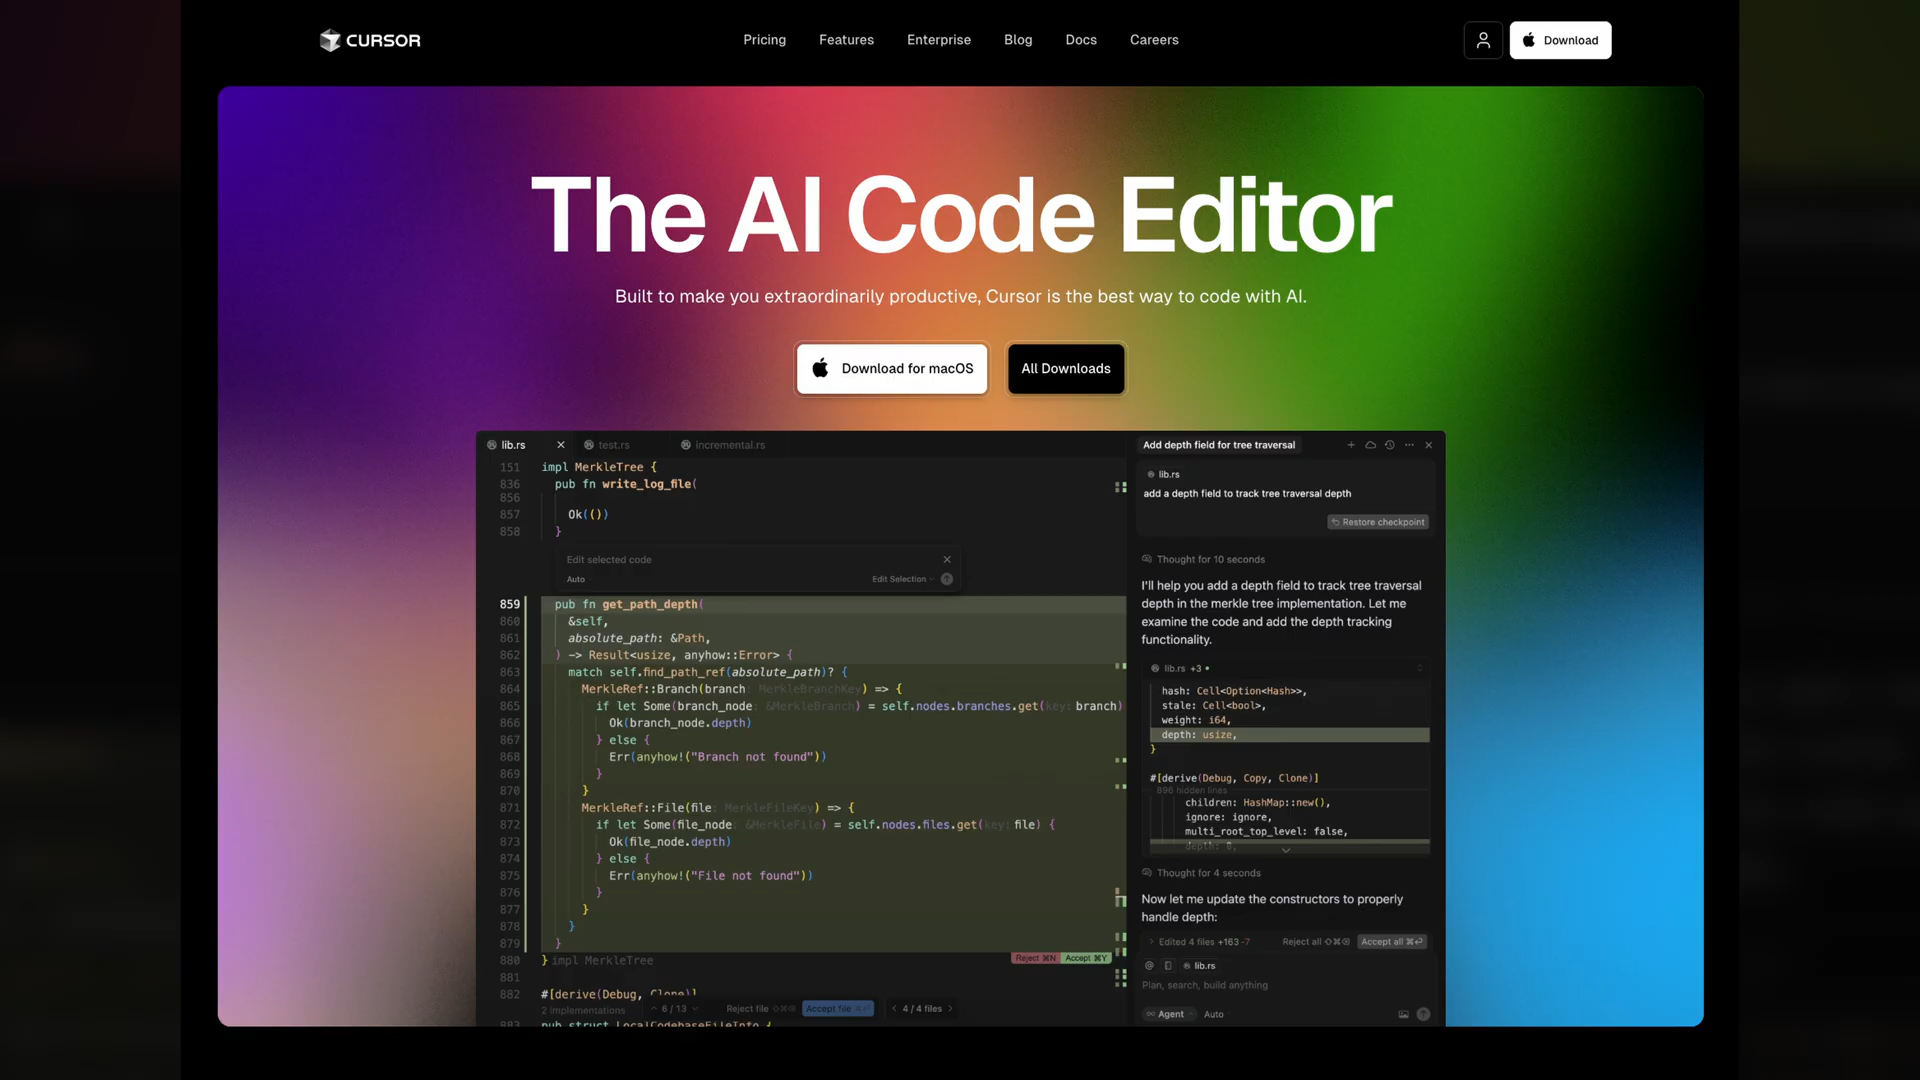 CURSOR
Pricing
Features
Enterprise
Blog
Docs
Careers
Download
The AI Code Editor
Built to make you extraordinarily productive, Cursor is the best way to code with AI.
Download for macOS
All Downloads
lib.rs
test.rs
incremental.rs
151 impl MerkleTree {
836 pub fn write_log_file(
856
857 Ok(())
858 }
Edit selected code
Auto
Edit Selection
859 pub fn get_path_depth(
860 &self,
861 absolute_path: &Path,
862 ) -> Result<usize, anyhow::Error> {
863 match self.find_path_ref(absolute_path)? {
864 MerkleRef::Branch(branch: MerkleBranchKey) => {
865 if let Some(branch_node: &MerkleBranch) = self.nodes.branches.get(key: branch)
866 Ok(branch_node.depth)
867 } else {
868 Err(anyhow!("Branch not found"))
869 }
870 }
871 MerkleRef::File(file: MerkleFileKey) => {
872 if let Some(file_node: &MerkleFile) = self.nodes.files.get(key: file) {
873 Ok(file_node.depth)
874 } else {
875 Err(anyhow!("File not found"))
876 }
877 }
878 }
879 }
880 } impl MerkleTree
Reject ⌘N
Accept ⌘Y
881
882 #[derive(Debug, Clone)]
2 implementations
6 / 13
Reject file
Accept file
4 / 4 files
883 pub struct LocalCodebaseFileInfo {
Add depth field for tree traversal
lib.rs
add a depth field to track tree traversal depth
Restore checkpoint
Thought for 10 seconds
I'll help you add a depth field to track tree traversal
depth in the merkle tree implementation. Let me
examine the code and add the depth tracking
functionality.
lib.rs +3
hash: Cell<Option<Hash>>,
stale: Cell<bool>,
weight: i64,
depth: usize,
}
#[derive(Debug, Copy, Clone)]
896 hidden lines
children: HashMap::new(),
ignore: ignore,
multi_root_top_level: false,
depth: 0,
Thought for 4 seconds
Now let me update the constructors to properly
handle depth:
Edited 4 files +163 -7
Reject all
Accept all
@ lib.rs
Plan, search, build anything
Agent
Auto